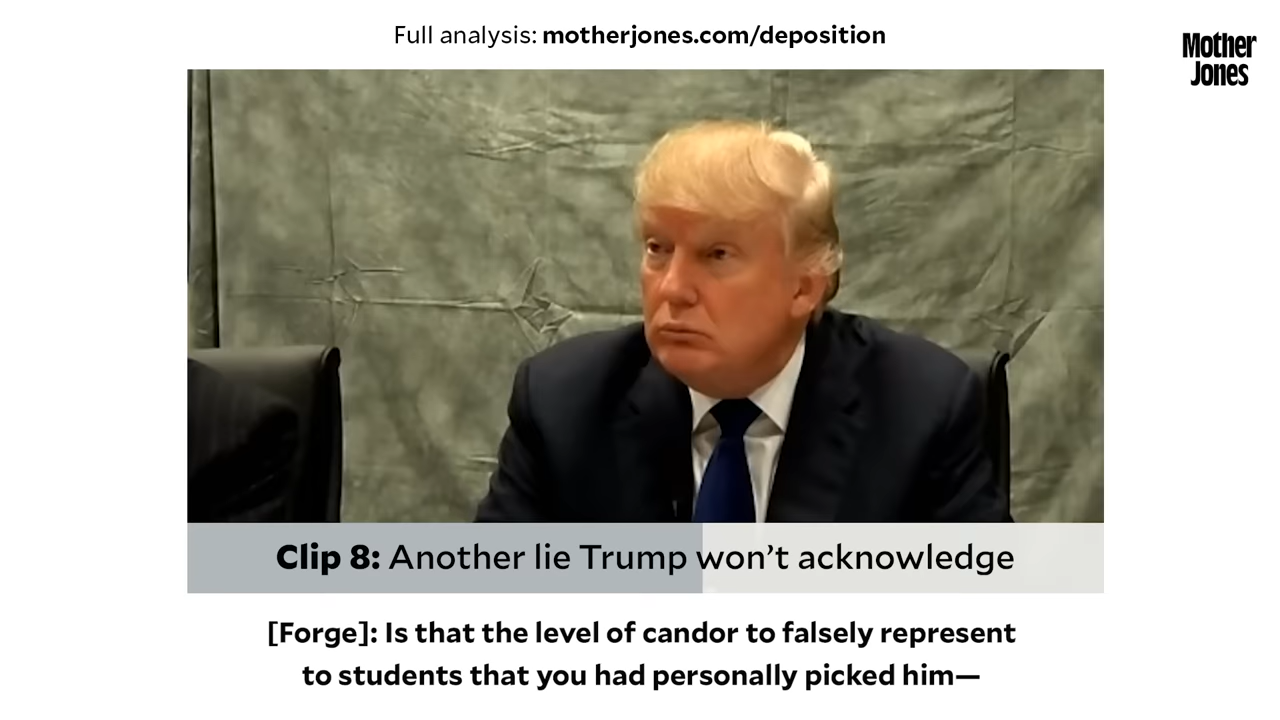 Full analysis: motherjones.com/deposition
Mother
Jones
Clip 8: Another lie Trump won’t acknowledge
[Forge]: Is that the level of candor to falsely represent
to students that you had personally picked him—